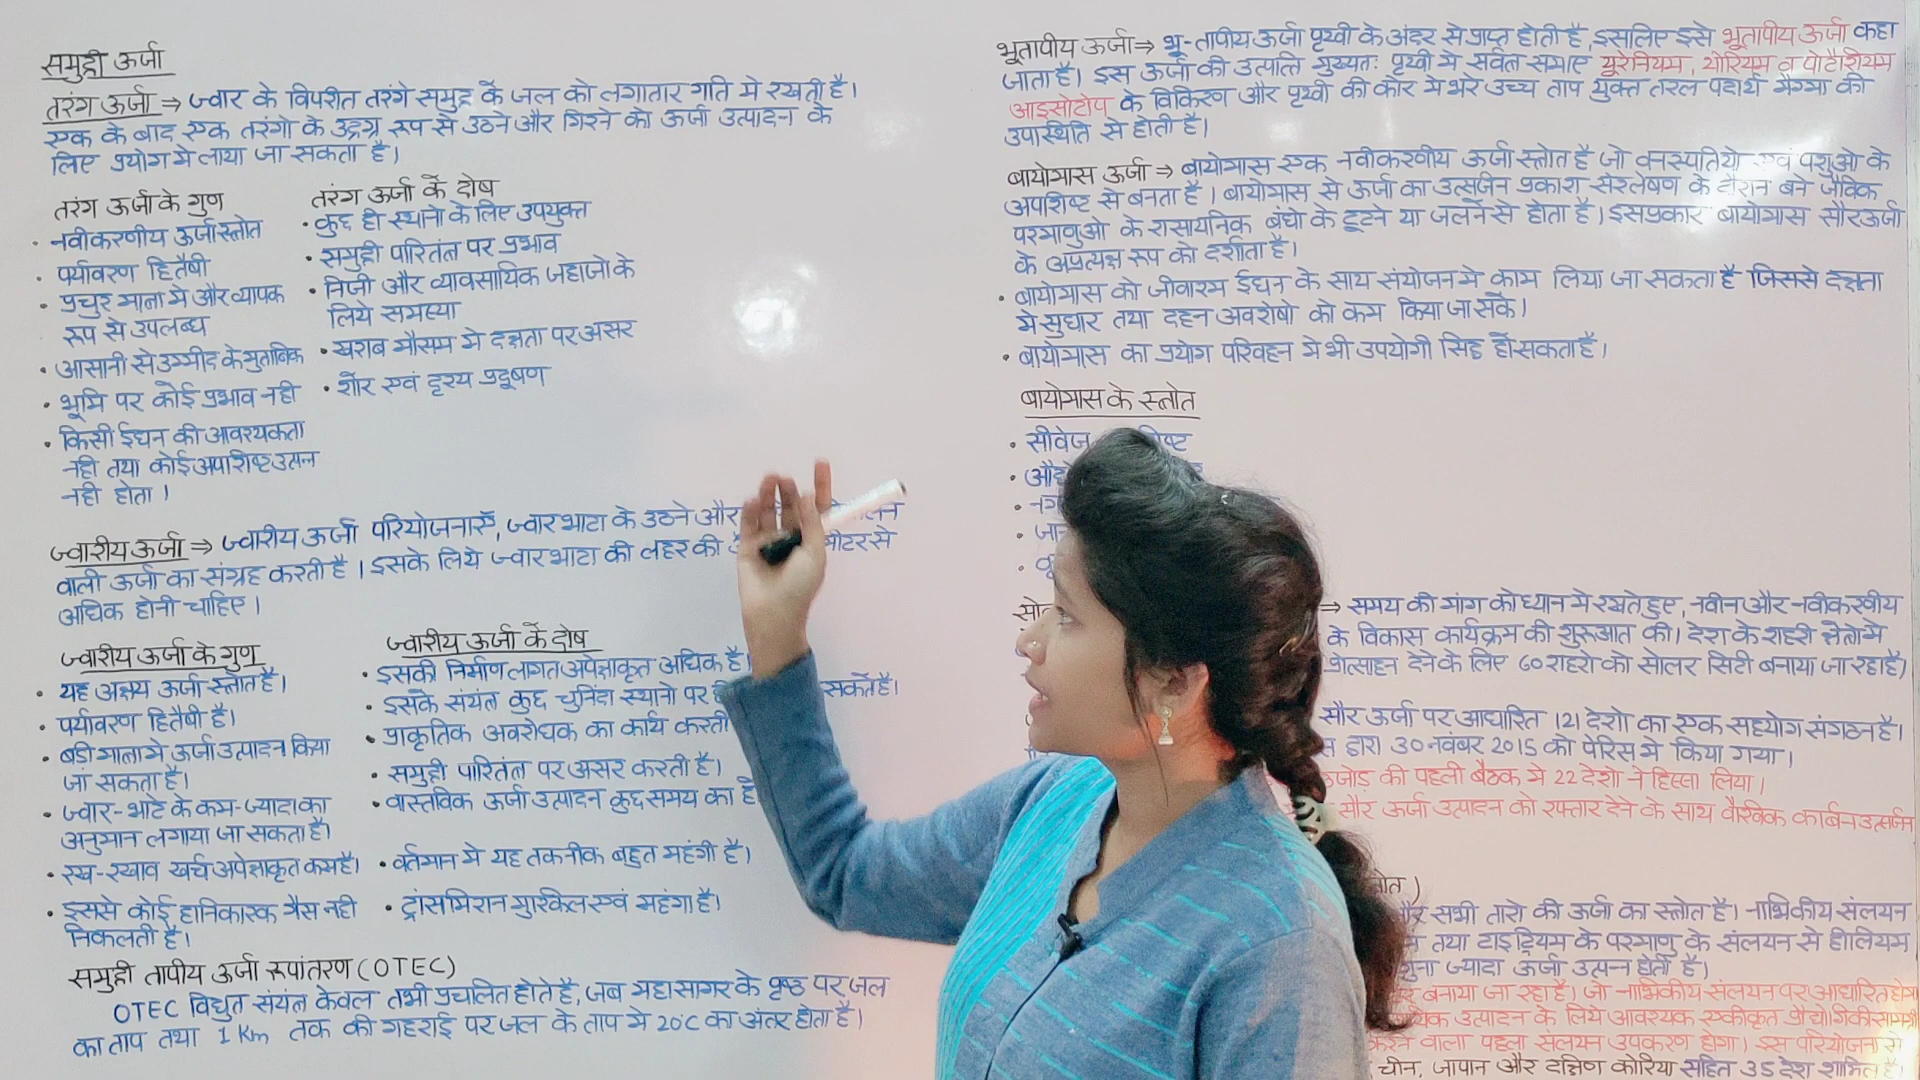 समुद्री ऊर्जा
तरंग ऊर्जा ⇒ ज्वार के विपरीत तरंगे समुद्र के जल को लगातार गति मे रखती है।
एक के बाद एक तरंगो के उद्रग्र रूप से उठने और गिरने को ऊर्जा उत्पादन के
लिए प्रयोग मे लाया जा सकता है।
तरंग ऊर्जा के गुण
• नवीकरणीय ऊर्जा स्त्रोत
• पर्यावरण हितैषी
• प्रचुर मात्रा मे और व्यापक
रूप से उपलब्ध
• आसानी से उम्मीद के मुताबिक
• भूमि पर कोई प्रभाव नही
• किसी ईंधन की आवश्यकता
नही तथा कोई अपशिष्ट उत्पन्न
नही होता।
तरंग ऊर्जा के दोष
• कुछ ही स्थानो के लिए उपयुक्त
• समुद्री पारितंत्र पर प्रभाव
• निजी और व्यावसायिक जहाजो के
लिये समस्या
• खराब मौसम मे दक्षता पर असर
• शोर एवं दृश्य प्रदूषण
ज्वारीय ऊर्जा ⇒ ज्वारीय ऊर्जा परियोजनाएँ, ज्वार भाटा के उठने और
वाली ऊर्जा का संग्रह करती है। इसके लिये ज्वार भाटा की लहर की मीटर से
अधिक होनी चाहिए।
ज्वारीय ऊर्जा के गुण
• यह अक्षय ऊर्जा स्त्रोत है।
• पर्यावरण हितैषी है।
• बड़ी मात्रा मे ऊर्जा उत्पादन किया
जा सकता है।
• ज्वार-भाटे के कम-ज्यादा का
अनुमान लगाया जा सकता है।
• रख-रखाव खर्च अपेक्षाकृत कम है।
• इससे कोई हानिकारक गैस नही
निकलती है।
ज्वारीय ऊर्जा के दोष
• इसकी निर्माण लागत अपेक्षाकृत अधिक है।
• इसके संयंत्र कुछ चुनिंदा स्थानो पर सकते है।
• प्राकृतिक अवरोधक का कार्य करती
• समुद्री पारितंत्र पर असर करती है।
• वास्तविक ऊर्जा उत्पादन कुछ समय का है
• वर्तमान मे यह तकनीक बहुत महंगी है।
• ट्रांसमिशन मुश्किल एवं महंगा है।
समुद्री तापीय ऊर्जा रूपांतरण (OTEC)
OTEC विद्युत संयंत्र केवल तभी प्रचलित होते है, जब महासागर के पृष्ठ पर जल
का ताप तथा 1 Km तक की गहराई पर जल के ताप मे 20°C का अंतर होता है।
भूतापीय ऊर्जा ⇒ भू-तापीय ऊर्जा पृथ्वी के अंदर से प्राप्त होती है, इसलिए इसे भूतापीय ऊर्जा कहा
जाता है। इस ऊर्जा की उत्पत्ति मुख्यतः पृथ्वी मे सर्वत्र समाए यूरेनियम, थोरियम व पोटैशियम
आइसोटोप के विकिरण और पृथ्वी की कोर मे भरे उच्च ताप युक्त तरल पदार्थ मैग्मा की
उपस्थिति से होती है।
बायोमास ऊर्जा ⇒ बायोमास एक नवीकरणीय ऊर्जा स्त्रोत है जो वनस्पतियो एवं पशुओ के
अपशिष्ट से बनता है। बायोमास से ऊर्जा का उत्सर्जन प्रकाश संश्लेषण के दौरान बने जैविक
परमाणुओ के रासायनिक बंधो के टूटने या जलने से होता है। इसप्रकार बायोमास सौर ऊर्जा
के अप्रत्यक्ष रूप को दर्शाता है।
• बायोमास को जीवाश्म ईंधन के साथ संयोजन मे काम लिया जा सकता है जिससे दक्षता
मे सुधार तथा दहन अवशेषो को कम किया जा सके।
• बायोमास का प्रयोग परिवहन मे भी उपयोगी सिद्ध हो सकता है।
बायोमास के स्त्रोत
• सीवेज
⇒ समय की मांग को ध्यान मे रखते हुए, नवीन और नवीकरणीय
के विकास कार्यक्रम की शुरूआत की। देश के शहरी क्षेत्रो मे
प्रोत्साहन देने के लिए 60 शहरो को सोलर सिटी बनाया जा रहा है)
सौर ऊर्जा पर आधारित 121 देशो का एक सहयोग संगठन है।
द्वारा 30 नवंबर 2015 को पेरिस मे किया गया।
की पहली बैठक मे 22 देशो ने हिस्सा लिया।
सौर ऊर्जा उत्पादन को रफ्तार देने के साथ वैश्विक कार्बन उत्सर्जन
सभी तारो की ऊर्जा का स्त्रोत है। नाभिकीय संलयन
तथा ट्राइट्रियम के परमाणु के संलयन से हीलियम
गुना ज्यादा ऊर्जा उत्पन्न होती है।
बनाया जा रहा है। जो नाभिकीय संलयन पर आधारित होगा
उत्पादन के लिये आवश्यक एकीकृत प्रौद्योगिकी सामग्री
करने वाला पहला संलयन उपकरण होगा। इस परियोजना मे
चीन, जापान और दक्षिण कोरिया सहित 35 देश शामिल है।